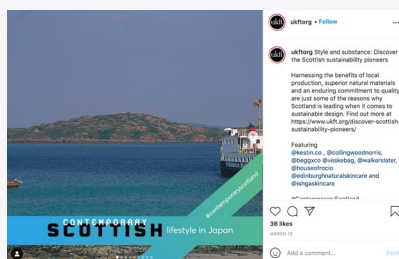 ukft
ukftorg • Follow
...
ukft
ukftorg Style and substance: Discover
the Scottish sustainability pioneers
Harnessing the benefits of local
production, superior natural materials
and an enduring commitment to quality
are just some of the reasons why
Scotland is leading when it comes to
sustainable design. Find out more at
https://www.ukft.org/discover-scottish-
sustainability-pioneers/
Featuring
@kestin.co , @collingwoodnorris,
@beggxco @veskebag, @walkerslater,
@houseofrocio
@edinburghnaturalskincare and
@ishgaskincare
#contemporaryscotland
CONTEMPORARY
SCOTTISH lifestyle in Japan
38 likes
MARCH 15
Add a comment...
Post